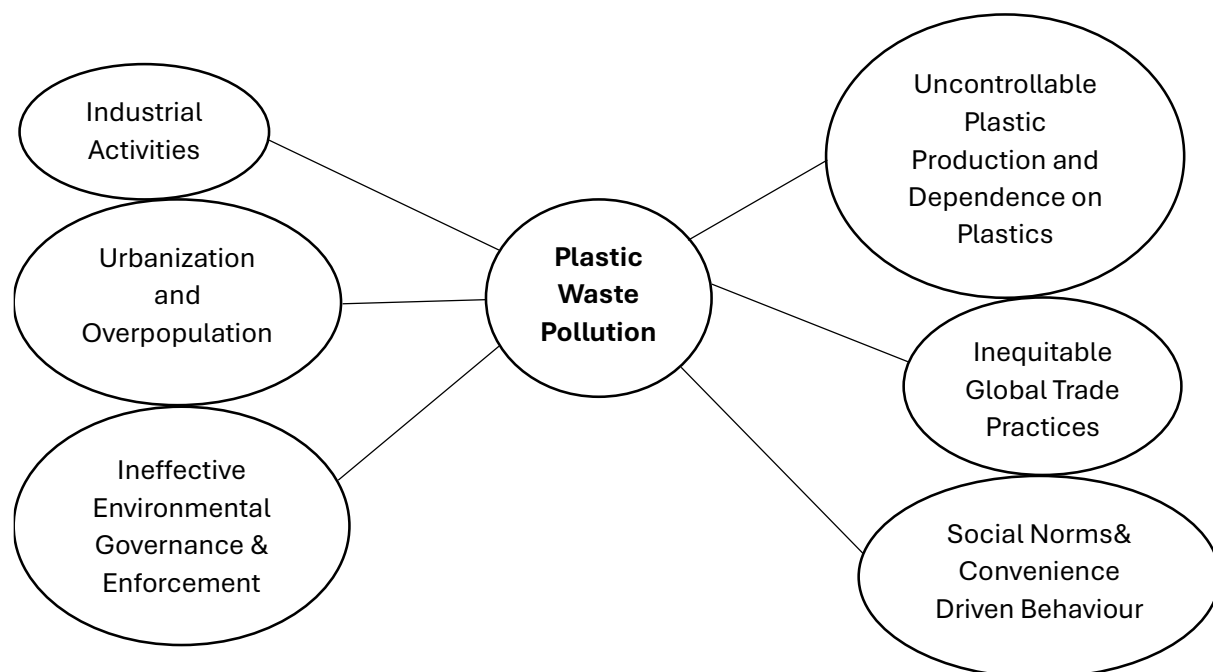 Industrial
Activities
Urbanization
and
Overpopulation
Ineffective
Environmental
Governance &
Enforcement
Plastic
Waste
Pollution
Uncontrollable
Plastic
Production and
Dependence on
Plastics
Inequitable
Global Trade
Practices
Social Norms&
Convenience
Driven Behaviour